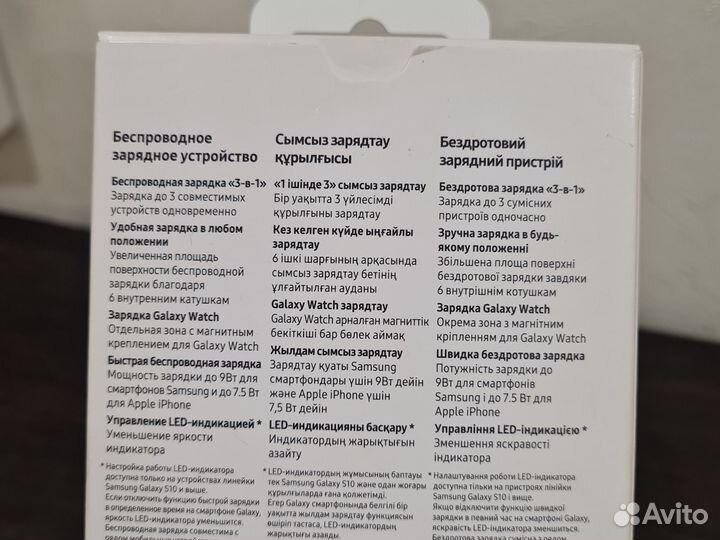 Беспроводное
зарядное устройство
Беспроводная зарядка «3-в-1»
Зарядка до 3 совместимых
устройств одновременно
Удобная зарядка в любом
положении
Увеличенная площадь
поверхности беспроводной
зарядки благодаря
6 внутренним катушкам
Зарядка Galaxy Watch
Отдельная зона с магнитным
креплением для Galaxy Watch
Быстрая беспроводная зарядка
Мощность зарядки до 9Вт для
смартфонов Samsung и до 7.5 Вт
для Apple iPhone
Управление LED-индикацией *
Уменьшение яркости
индикатора
* Настройка работы LED-индикатора
доступна только на устройствах линейки
Samsung Galaxy S10 и выше.
Если отключить функцию быстрой зарядки
в определенное время на смартфоне Galaxy,
яркость LED-индикатора уменьшится.
Беспроводная зарядка совместима с
Сымсыз зарядтау
құрылғысы
«1 ішінде 3» сымсыз зарядтау
Бір уақытта 3 үйлесімді
құрылғыны зарядтау
Кез келген күйде ыңғайлы
зарядтау
6 ішкі шарғының арқасында
сымсыз зарядтау бетінің
ұлғайтылған ауданы
Galaxy Watch зарядтау
Galaxy Watch арналған магниттік
бекіткіші бар бөлек аймақ
Жылдам сымсыз зарядтау
Зарядтау қуаты Samsung
смартфондары үшін 9Вт дейін
және Apple iPhone үшін
7,5 Вт дейін
LED-индикацияны басқару *
Индикатордың жарықтығын
азайту
* LED-индикатордың жұмысының баптауы
тек Samsung Galaxy S10 және одан жоғары
құрылғыларда ғана қолжетімді.
Егер Galaxy смартфонында белгілі бір
уақытта жылдам зарядтау функциясын
өшіріп тастаса, LED-индикатордың
жарықтығы азаяды.
Бездротовий
зарядний пристрій
Бездротова зарядка «3-в-1»
Зарядка до 3 сумісних
пристроїв одночасно
Зручна зарядка в будь-
якому положенні
Збільшена площа поверхні
бездротової зарядки завдяки
6 внутрішнім котушкам
Зарядка Galaxy Watch
Окрема зона з магнітним
кріпленням для Galaxy Watch
Швидка бездротова зарядка
Потужність зарядки до
9Вт для смартфонів
Samsung і до 7.5 Вт для
Apple iPhone
Управління LED-індикацією *
Зменшення яскравості
індикатора
* Налаштування роботи LED-індикатора
доступна тільки на пристроях лінійки
Samsung Galaxy S10 і вище.
Якщо відключити функцію швидкої
зарядки в певний час на смартфоні Galaxy,
яскравість LED-індикатора зменшиться.
Avito